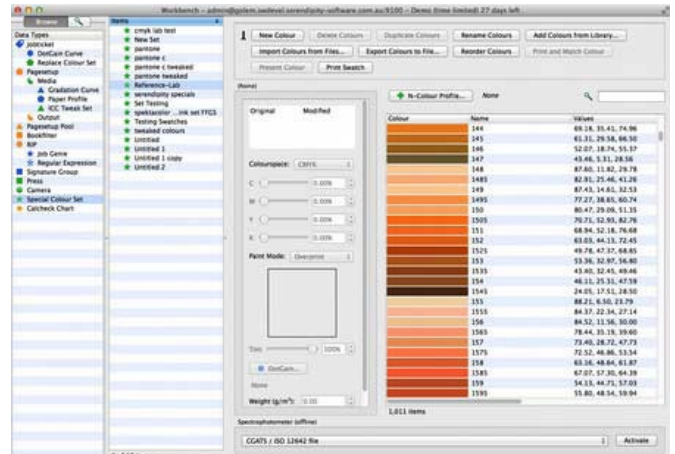 Workbench – admin@golem.swdevel.serendipity-software.com.au:9100 – Demo (time limited) 27 days left
Browse
Data Types
Jobticket
DotGain Curve
Replace Colour Set
Pagesetup
Media
Gradation Curve
Paper Profile
ICC Tweak Set
Output
Pagesetup Pool
Bookfilter
RIP
Job Genie
Regular Expression
Signature Group
Press
Camera
Special Colour Set
Calcheck Chart
Items
cmyk lab test
New Set
pantone
pantone c
pantone c tweaked
pantone tweaked
Reference-Lab
serendipity specials
Set Testing
spektacolor ...ink set FFGS
Testing Swatches
tweaked colours
Untitled
Untitled 1
Untitled 1 copy
Untitled 2
New Colour Delete Colours Duplicate Colours Rename Colours Add Colours from Library...
Import Colours from Files... Export Colours to File... Reorder Colours Print and Match Colour
Present Colour Print Swatch
(None)
Original Modified
Colourspace: CMYK
C 0.00%
M 0.00%
Y 0.00%
K 0.00%
Paint Mode: Overprint
Tint: 100%
DotGain...
None
Weight (g/m²): 0.00
N-Colour Profile... None
Colour Name Values
144 69.18, 35.41, 74.96
145 61.31, 29.58, 66.50
146 52.07, 18.74, 55.37
147 43.46, 5.31, 28.56
148 87.60, 11.82, 29.78
1485 82.91, 25.46, 41.26
149 87.43, 14.61, 32.53
1495 77.27, 38.65, 60.74
150 80.47, 29.09, 51.35
1505 70.71, 52.93, 82.76
151 68.94, 52.18, 76.68
152 63.03, 44.13, 72.45
1525 49.78, 47.37, 68.85
153 53.36, 32.97, 56.80
1535 43.40, 32.45, 49.46
154 46.11, 25.31, 47.59
1545 24.05, 17.51, 28.50
155 88.21, 6.50, 23.79
1555 84.37, 22.34, 27.14
156 84.52, 11.56, 30.00
1565 78.44, 35.19, 39.60
157 73.40, 28.72, 47.73
1575 72.52, 46.86, 53.54
158 63.16, 48.64, 61.87
1585 67.07, 57.30, 64.39
159 54.13, 44.71, 57.03
1595 55.80, 48.54, 59.94
1,011 items
Spectrophotometer (offline)
CGATS / ISO 12642 file Activate